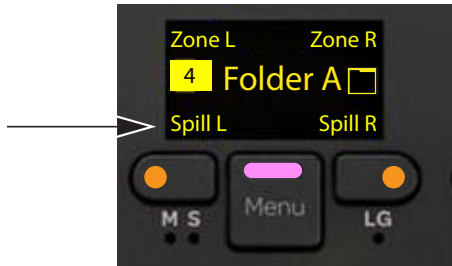 Zone L Zone R
4 Folder A
Spill L Spill R
Menu
M S LG